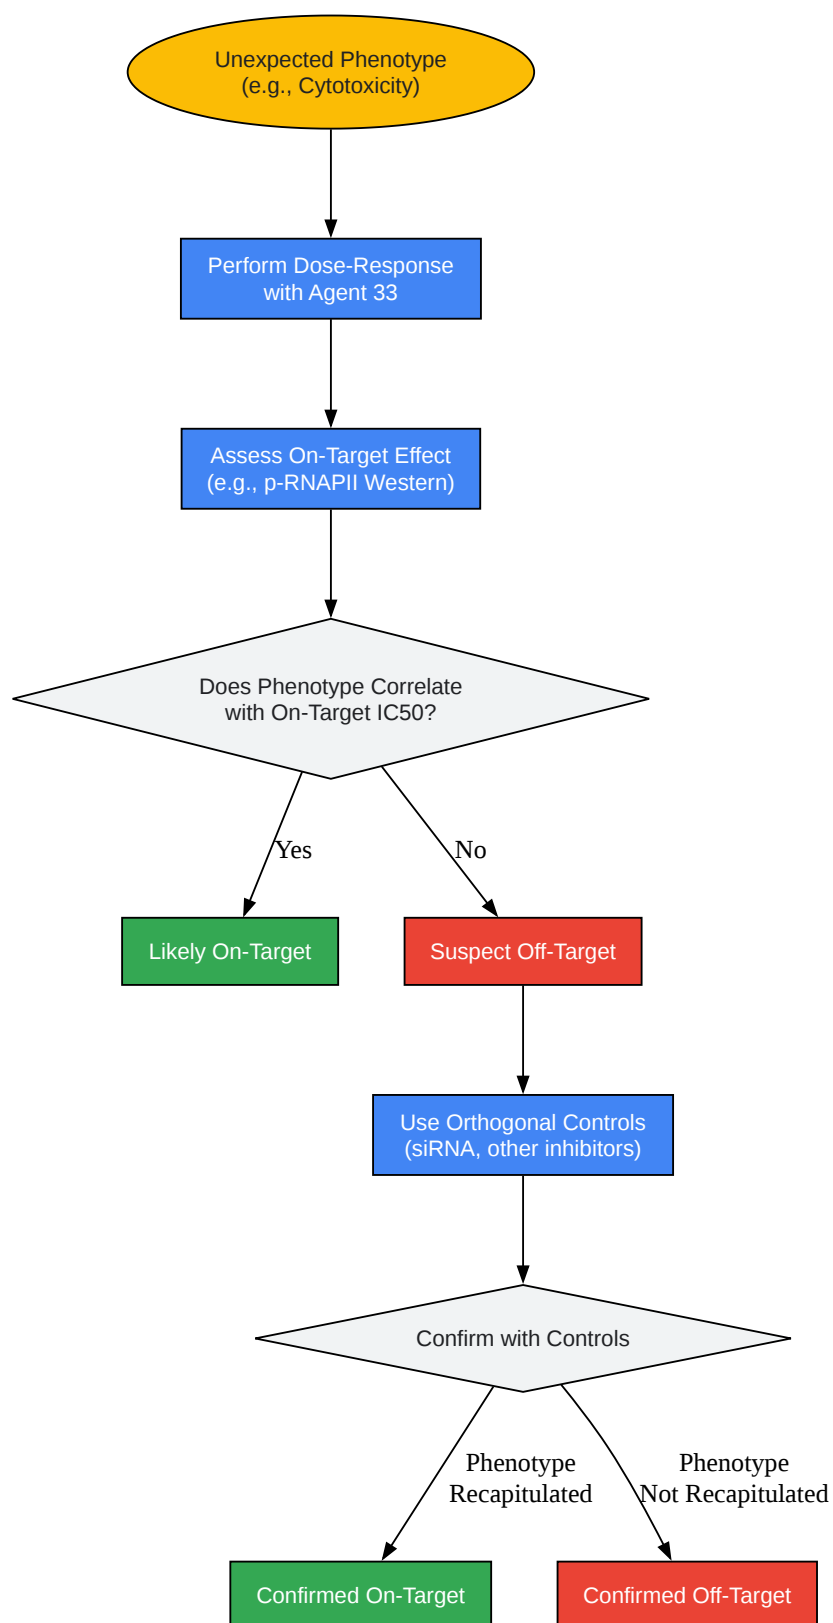 Unexpected Phenotype
(e.g., Cytotoxicity)
Perform Dose-Response
with Agent 33
Assess On-Target Effect
(e.g., p-RNAPII Western)
Does Phenotype Correlate
with On-Target IC50?
Yes
No
Likely On-Target
Suspect Off-Target
Use Orthogonal Controls
(siRNA, other inhibitors)
Confirm with Controls
Phenotype
Recapitulated
Phenotype
Not Recapitulated
Confirmed On-Target
Confirmed Off-Target